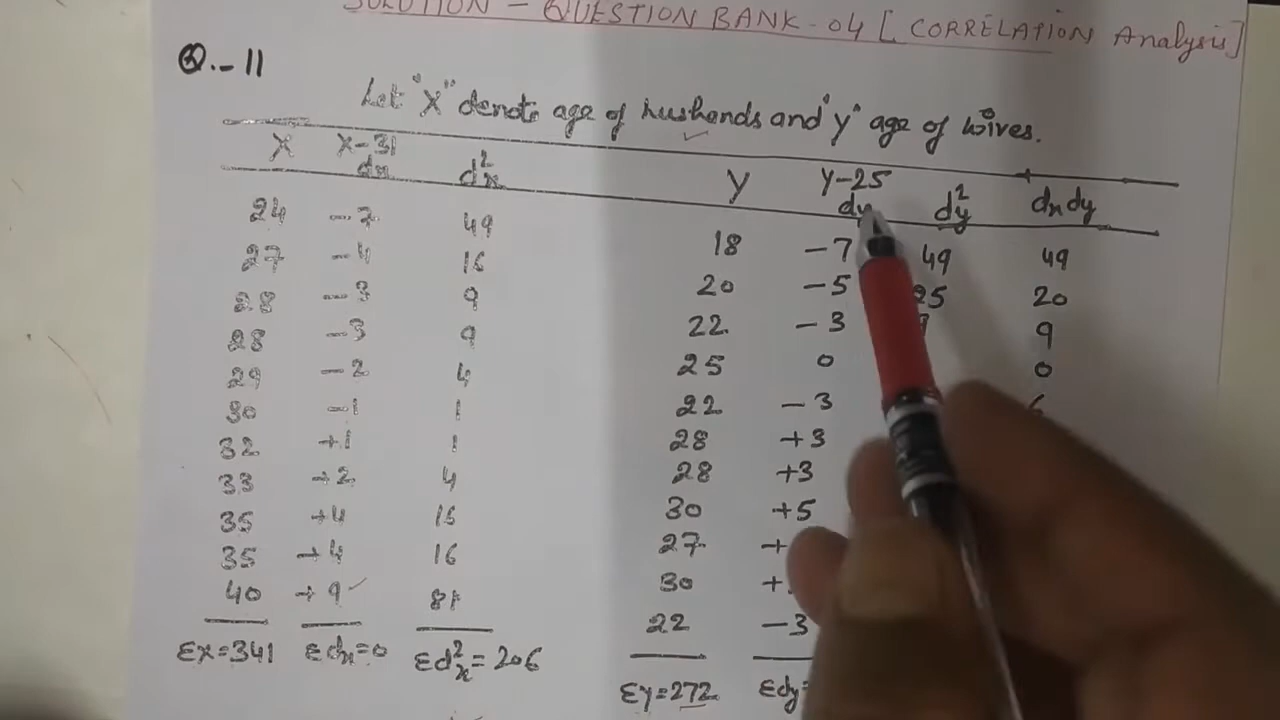 SOLUTION - QUESTION BANK-04 [CORRELATION Analysis]
Q.-11
Let "X" denote age of husbands and "Y" age of wives.
X X-31 dx d²x Y Y-25 dy d²y dxdy
24 -7 49 18 -7 49 49
27 -4 16 20 -5 25 20
28 -3 9 22 -3 9
28 -3 9 25 0 0
29 -2 4 22 -3 6
30 -1 1 28 +3
32 +1 1 28 +3
33 +2 4 30 +5
35 +4 16 27 +
35 +4 16 30 +
40 +9 81 22 -3
Σx=341 Σdx=0 Σd²x=206 Σy=272 Σdy=